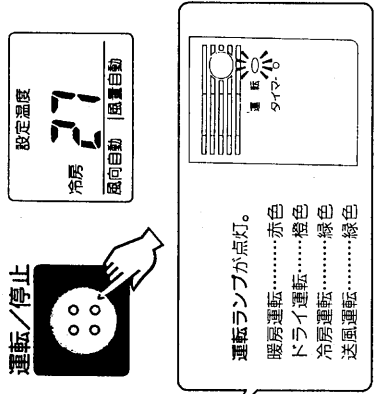 運転／停止
設定温度
冷房 27
風向自動 風量自動
運転
タイマー
運転ランプが点灯。
暖房運転………赤色
ドライ運転………橙色
冷房運転………緑色
送風運転………緑色